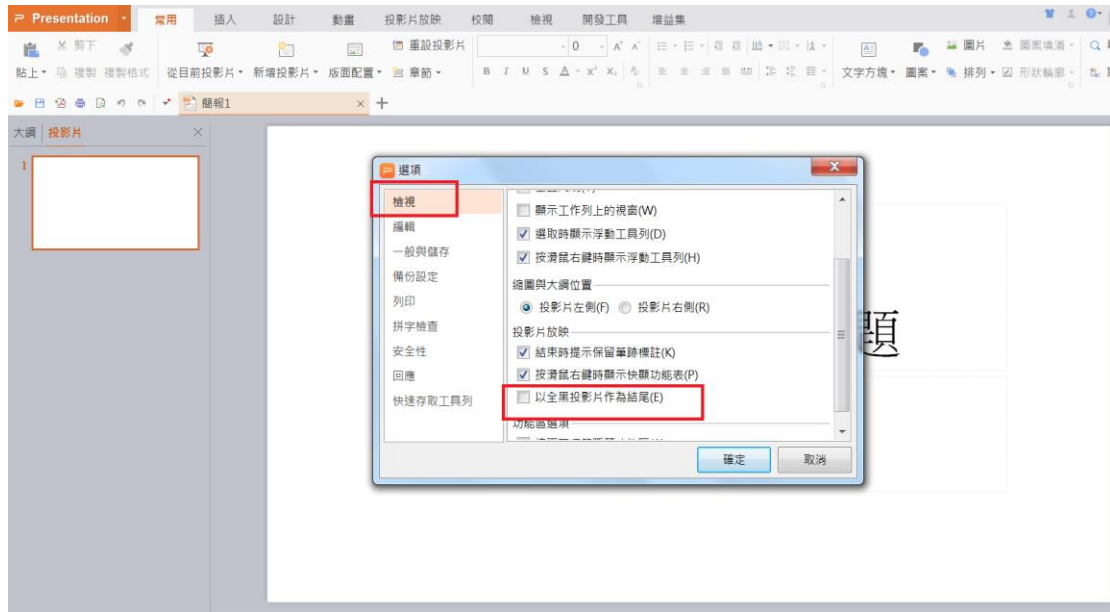 Presentation 常用 插入 設計 動畫 投影片放映 校閱 檢視 開發工具 增益集
剪下 重設投影片 0 圖片 圖案填滿
貼上 複製 複製格式 從目前投影片 新增投影片 版面配置 章節 B I U S A 文字方塊 圖案 排列 形狀輪廓
簡報1
大綱 投影片
1
選項
檢視
編輯
一般與儲存
備份設定
列印
拼字檢查
安全性
回應
快速存取工具列
顯示工作列上的視窗(W)
選取時顯示浮動工具列(D)
按滑鼠右鍵時顯示浮動工具列(H)
縮圖與大綱位置
投影片左側(F) 投影片右側(R)
投影片放映
結束時提示保留筆跡標註(K)
按滑鼠右鍵時顯示快顯功能表(P)
以全黑投影片作為結尾(E)
功能區選項
確定 取消
題